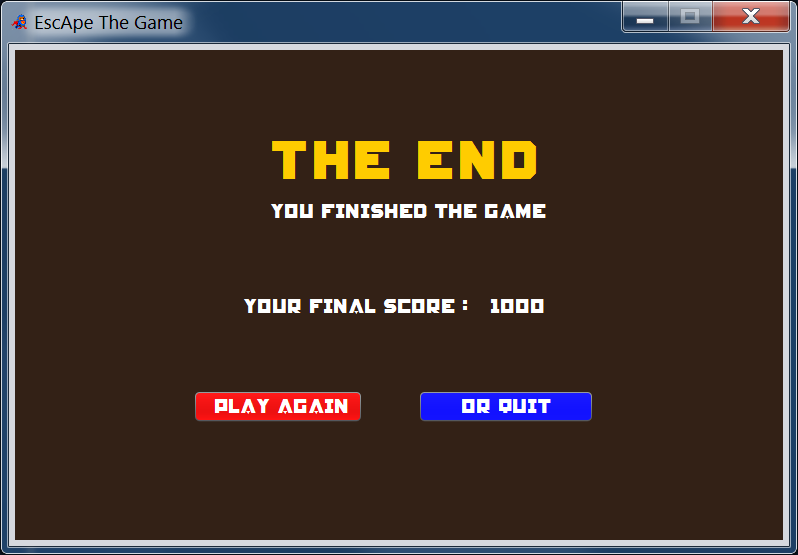 EscApe The Game
THE END
YOU FINISHED THE GAME
YOUR FINAL SCORE : 1000
PLAY AGAIN
OR QUIT